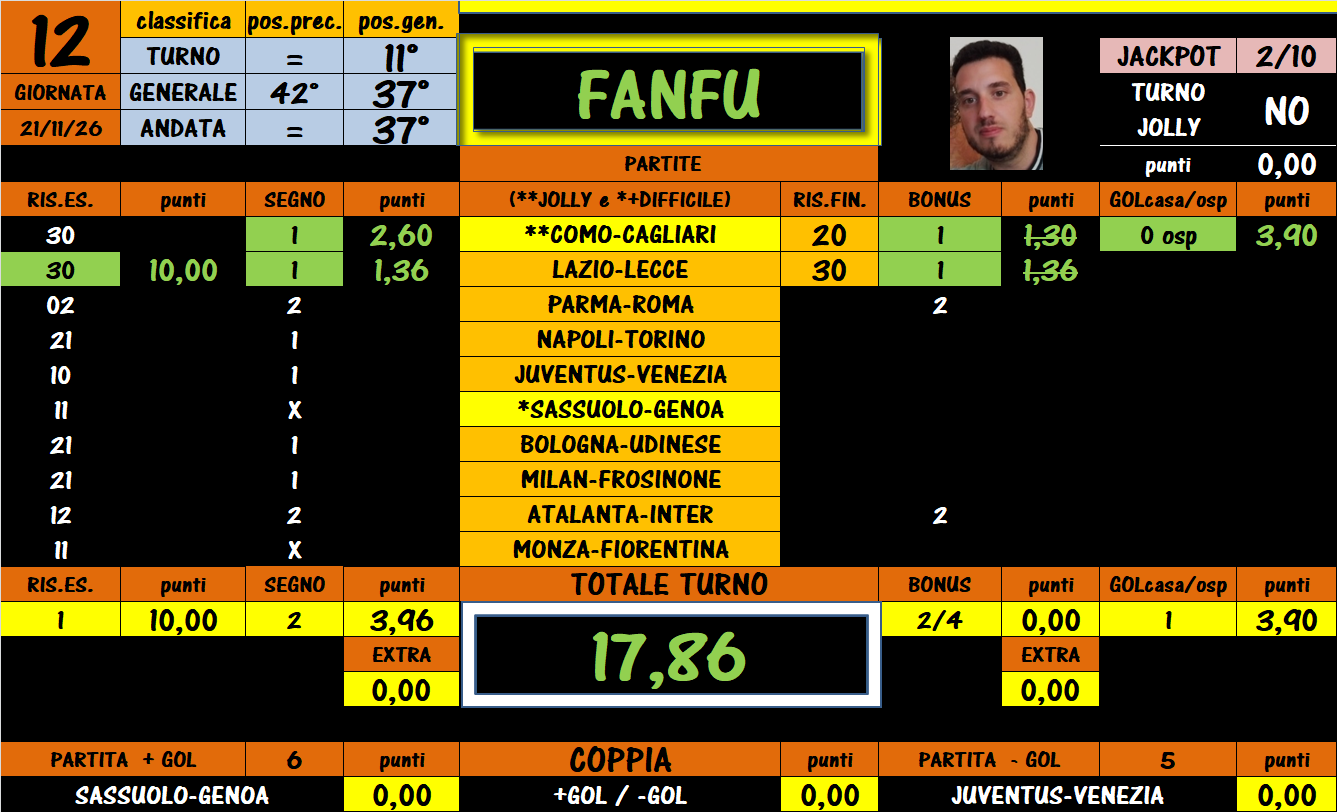 12 classifica pos.prec. pos.gen.
TURNO = 11° FANFU JACKPOT 2/10
GIORNATA GENERALE 42° 37° TURNO JOLLY NO
21/11/26 ANDATA = 37°
PARTITE punti 0,00
RIS.ES. punti SEGNO punti (**JOLLY e *+DIFFICILE) RIS.FIN. BONUS punti GOLcasa/osp punti
30 1 2,60 **COMO-CAGLIARI 20 1 1,30 0 osp 3,90
30 10,00 1 1,36 LAZIO-LECCE 30 1 1,36
02 2 PARMA-ROMA 2
21 1 NAPOLI-TORINO
10 1 JUVENTUS-VENEZIA
11 X *SASSUOLO-GENOA
21 1 BOLOGNA-UDINESE
21 1 MILAN-FROSINONE
12 2 ATALANTA-INTER 2
11 X MONZA-FIORENTINA
RIS.ES. punti SEGNO punti TOTALE TURNO BONUS punti GOLcasa/osp punti
1 10,00 2 3,96 17,86 2/4 0,00 1 3,90
EXTRA EXTRA
0,00 0,00
PARTITA + GOL 6 punti COPPIA punti PARTITA - GOL 5 punti
SASSUOLO-GENOA 0,00 +GOL / -GOL 0,00 JUVENTUS-VENEZIA 0,00